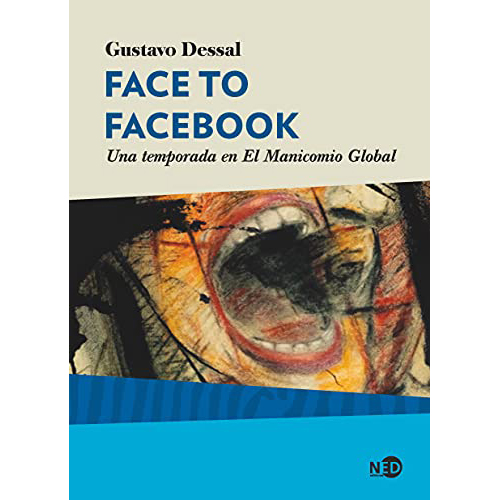 Gustavo Dessal
FACE TO
FACEBOOK
Una temporada en El Manicomio Global
NED